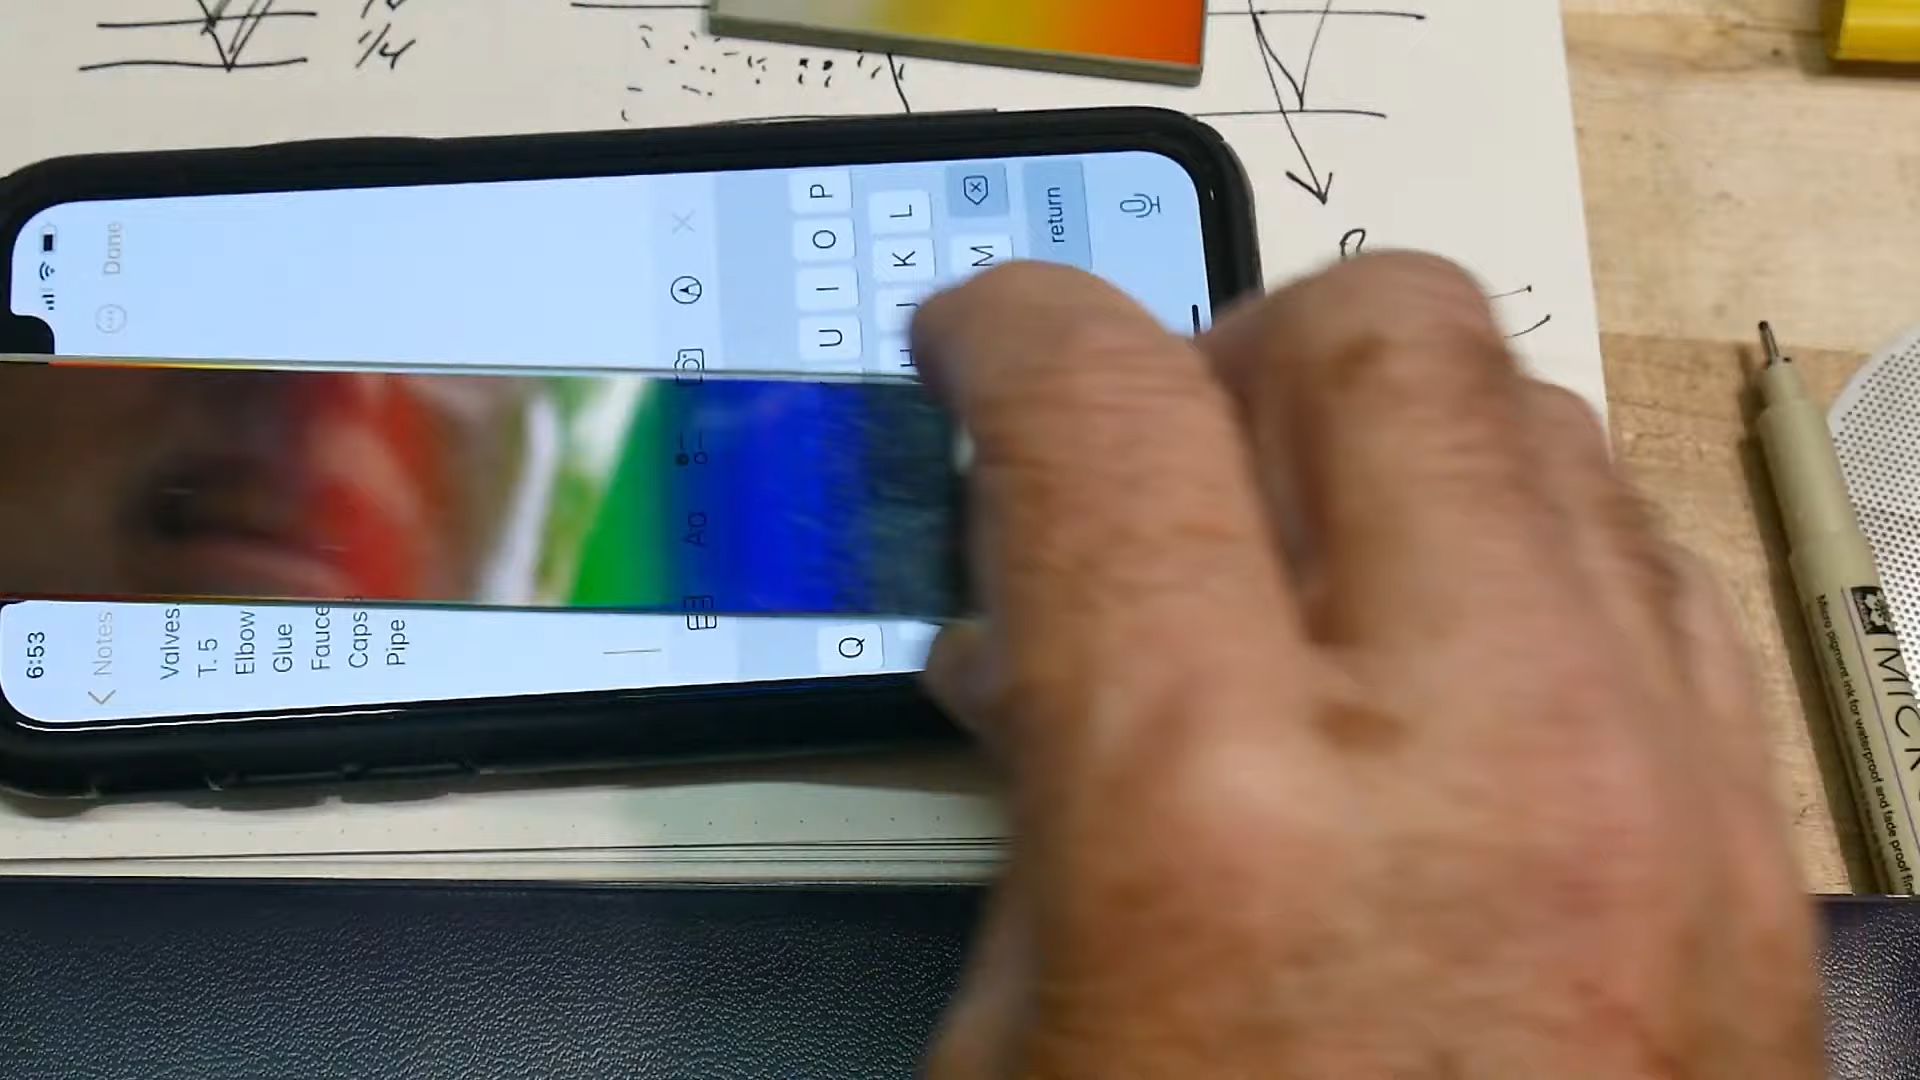 1/4
6:53
Notes
Done
Valves
T. 5
Elbow
Glue
Fauce
Caps
Pipe
Aa
Q U I O P
H J K L
M
return
Micro pigment ink for waterproof and fade proof